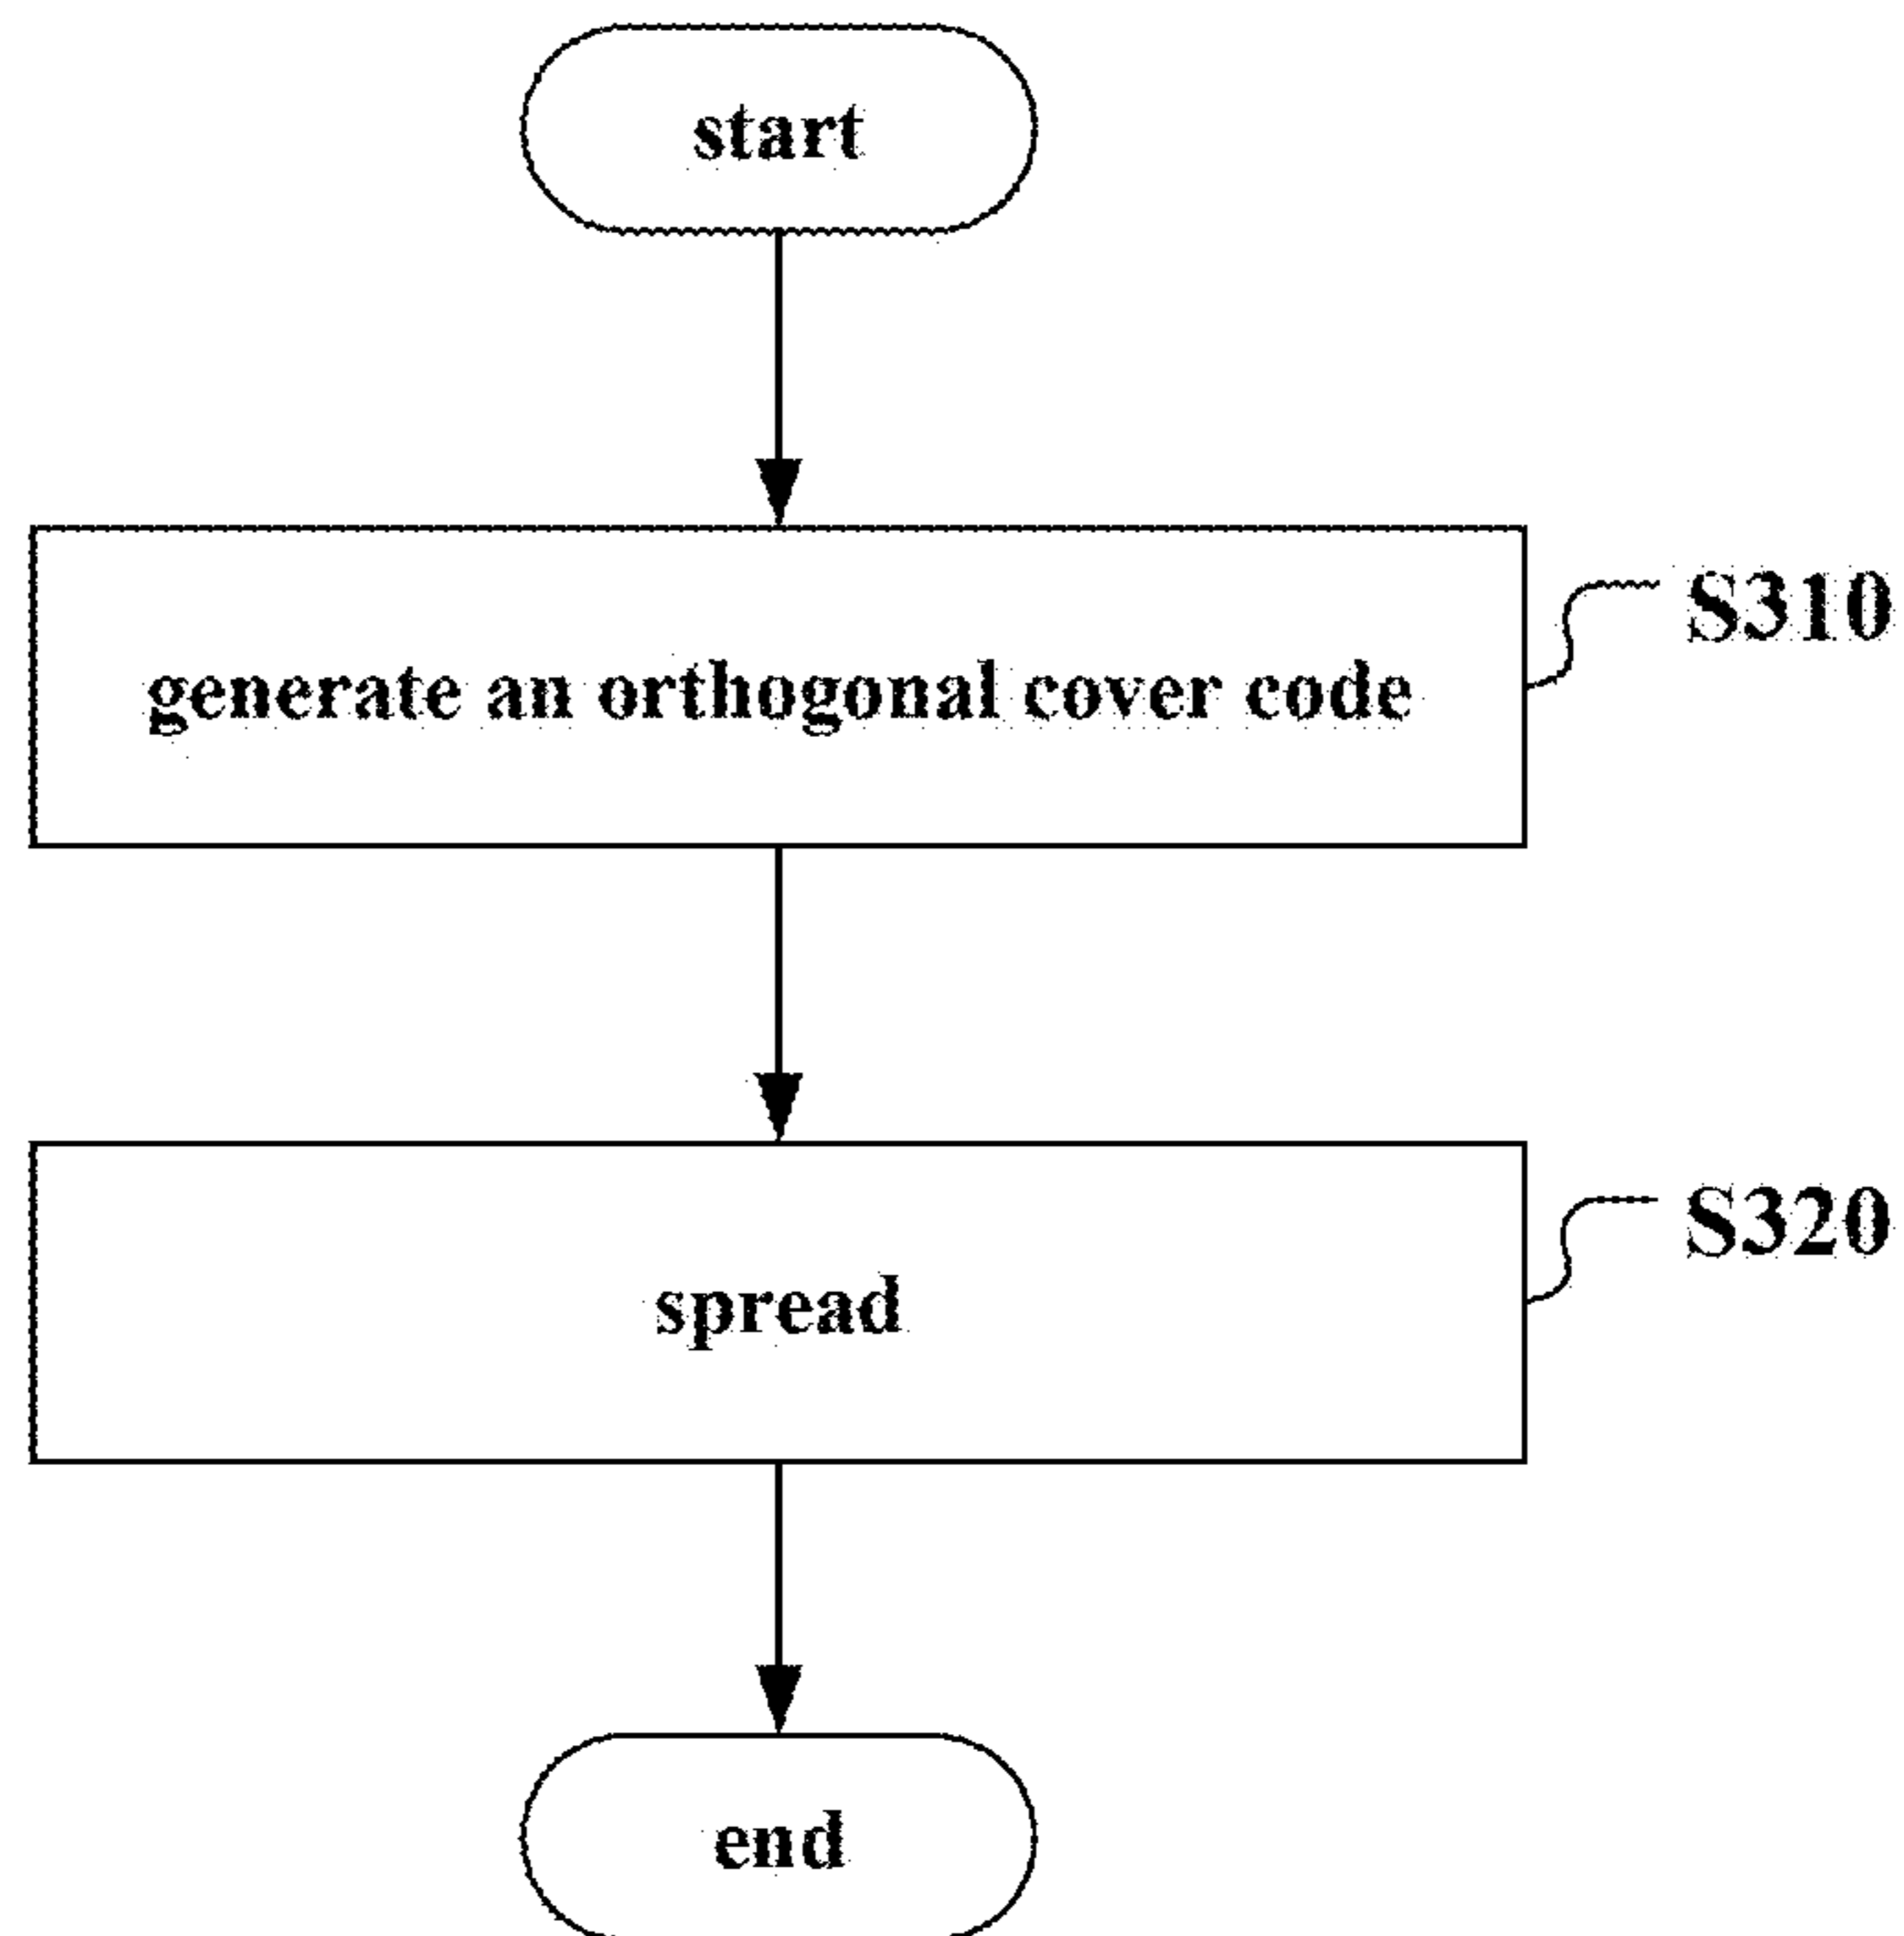 start
generate an orthogonal cover code
S310
spread
S320
end